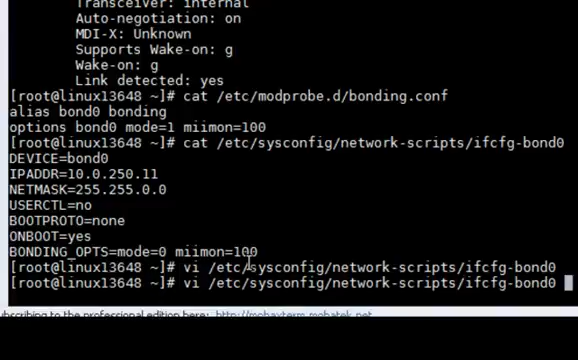 Transceiver: internal
Auto-negotiation: on
MDI-X: Unknown
Supports Wake-on: g
Wake-on: g
Link detected: yes
[root@linux13648 ~]# cat /etc/modprobe.d/bonding.conf
alias bond0 bonding
options bond0 mode=1 miimon=100
[root@linux13648 ~]# cat /etc/sysconfig/network-scripts/ifcfg-bond0
DEVICE=bond0
IPADDR=10.0.250.11
NETMASK=255.255.0.0
USERCTL=no
BOOTPROTO=none
ONBOOT=yes
BONDING_OPTS=mode=0 miimon=100
[root@linux13648 ~]# vi /etc/sysconfig/network-scripts/ifcfg-bond0
[root@linux13648 ~]# vi /etc/sysconfig/network-scripts/ifcfg-bond0
to the professional edition here: http://mobaxterm.mobatek.net